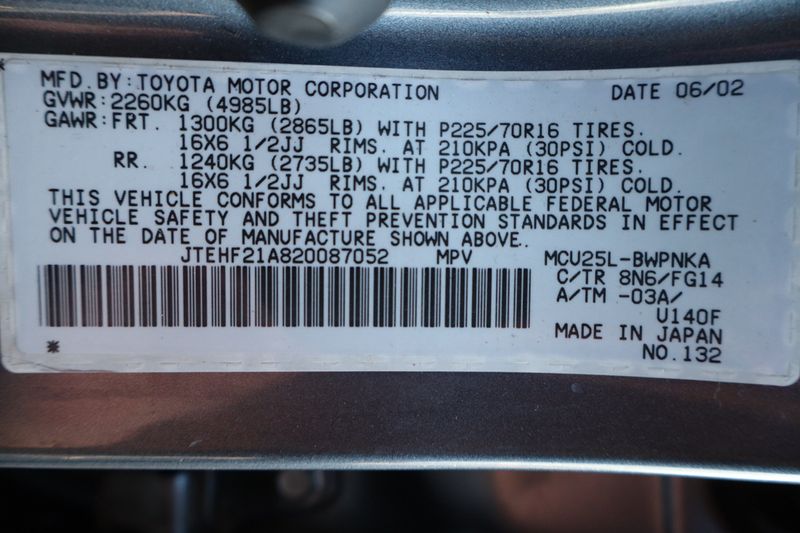 MFD.BY:TOYOTA MOTOR CORPORATION DATE 06/02
GVWR:2260KG (4985LB)
GAWR:FRT. 1300KG (2865LB) WITH P225/70R16 TIRES.
16X6 1/2JJ RIMS. AT 210KPA (30PSI) COLD.
RR. 1240KG (2735LB) WITH P225/70R16 TIRES.
16X6 1/2JJ RIMS. AT 210KPA (30PSI) COLD.
THIS VEHICLE CONFORMS TO ALL APPLICABLE FEDERAL MOTOR
VEHICLE SAFETY AND THEFT PREVENTION STANDARDS IN EFFECT
ON THE DATE OF MANUFACTURE SHOWN ABOVE.
JTEHF21A820087052 MPV MCU25L-BWPNKA
C/TR 8N6/FG14
A/TM -03A/
U140F
MADE IN JAPAN
* NO.132